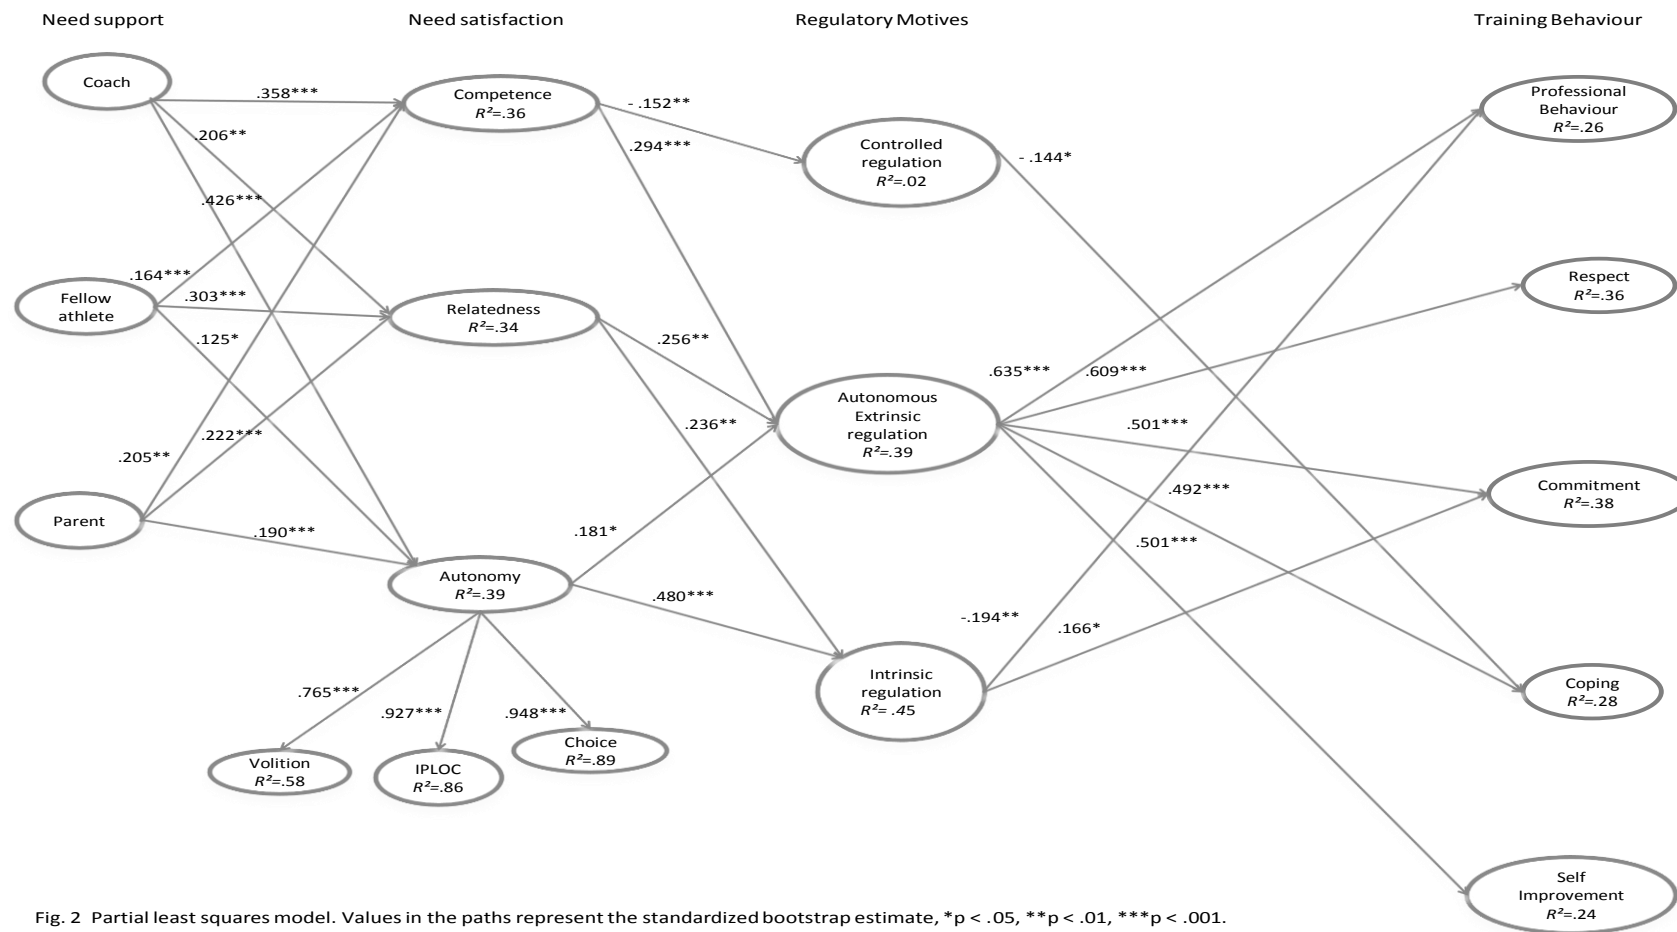 Need support
Need satisfaction
Regulatory Motives
Training Behaviour
Coach
Fellow
athlete
Parent
.358***
.206**
.426***
.164***
.303***
.125*
.222***
.205**
.190***
Competence
R²=.36
Relatedness
R²=.34
Autonomy
R²=.39
.765***
.927***
.948***
Volition
R²=.58
IPLOC
R²=.86
Choice
R²=.89
- .152**
.294***
.256**
.236**
.181*
.480***
Controlled
regulation
R²=.02
Autonomous
Extrinsic
regulation
R²=.39
Intrinsic
regulation
R²= .45
- .144*
.635***
.609***
.501***
.492***
.501***
-.194**
.166*
Professional
Behaviour
R²=.26
Respect
R²=.36
Commitment
R²=.38
Coping
R²=.28
Self
Improvement
R²=.24
Fig. 2 Partial least squares model. Values in the paths represent the standardized bootstrap estimate, *p < .05, **p < .01, ***p < .001.